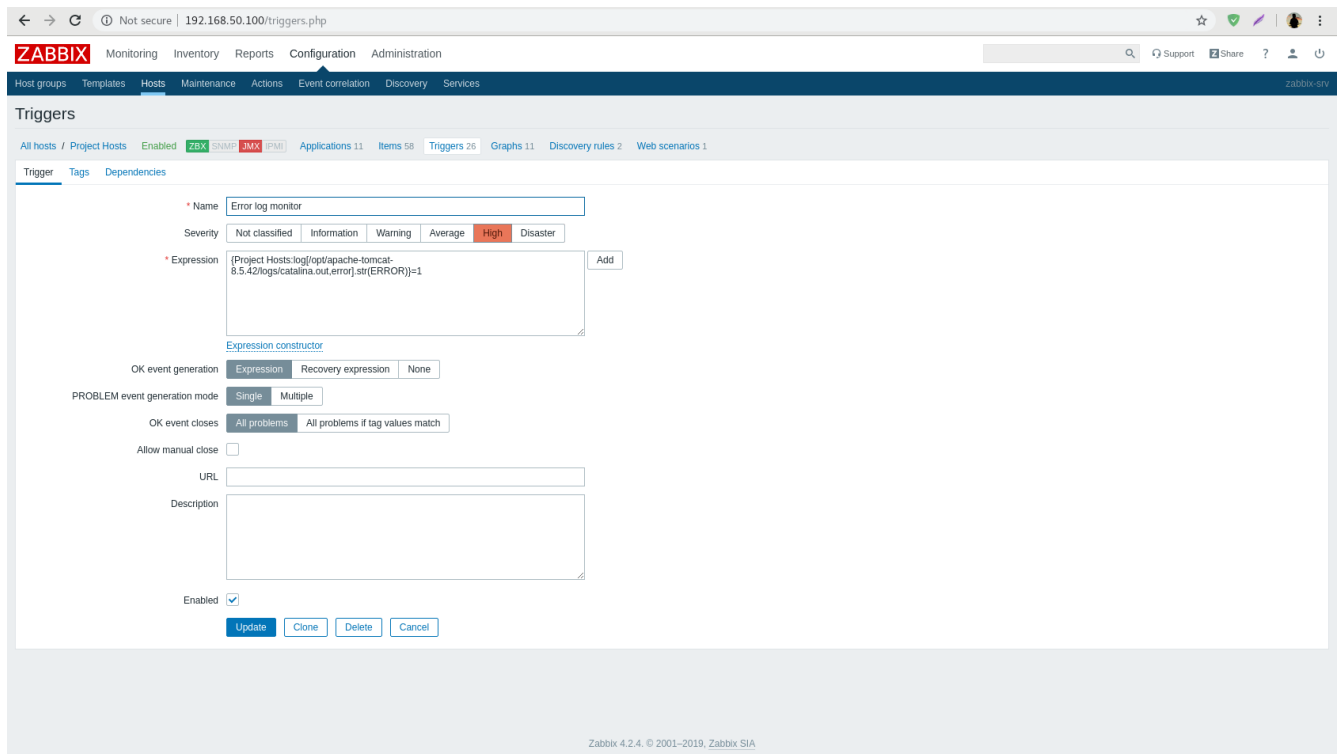 Not secure | 192.168.50.100/triggers.php
ZABBIX Monitoring Inventory Reports Configuration Administration Support Z Share ?
Host groups Templates Hosts Maintenance Actions Event correlation Discovery Services zabbix-srv
Triggers
All hosts / Project Hosts Enabled ZBX SNMP JMX IPMI Applications 11 Items 58 Triggers 26 Graphs 11 Discovery rules 2 Web scenarios 1
Trigger Tags Dependencies
* Name Error log monitor
Severity Not classified Information Warning Average High Disaster
* Expression {Project Hosts:log[/opt/apache-tomcat- Add
8.5.42/logs/catalina.out,error].str(ERROR)}=1
Expression constructor
OK event generation Expression Recovery expression None
PROBLEM event generation mode Single Multiple
OK event closes All problems All problems if tag values match
Allow manual close
URL
Description
Enabled
Update Clone Delete Cancel
Zabbix 4.2.4. © 2001–2019, Zabbix SIA